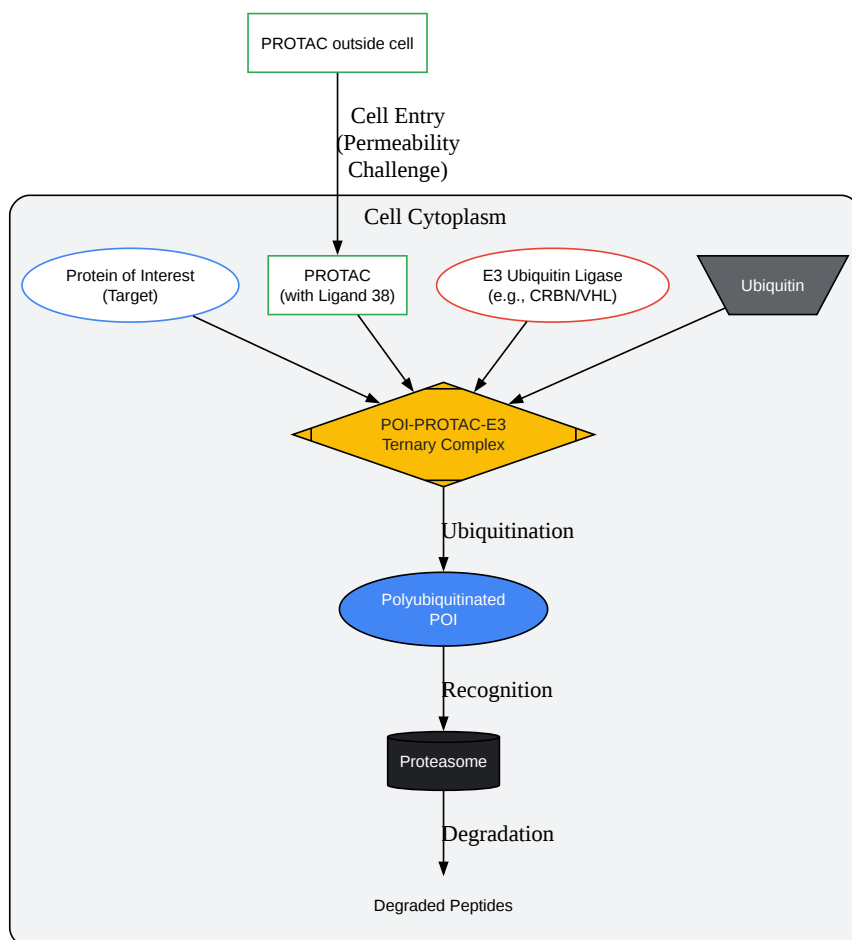 PROTAC outside cell
Cell Entry
(Permeability
Challenge)
Cell Cytoplasm
Protein of Interest
(Target)
PROTAC
(with Ligand 38)
E3 Ubiquitin Ligase
(e.g., CRBN/VHL)
Ubiquitin
POI-PROTAC-E3
Ternary Complex
Ubiquitination
Polyubiquitinated
POI
Recognition
Proteasome
Degradation
Degraded Peptides